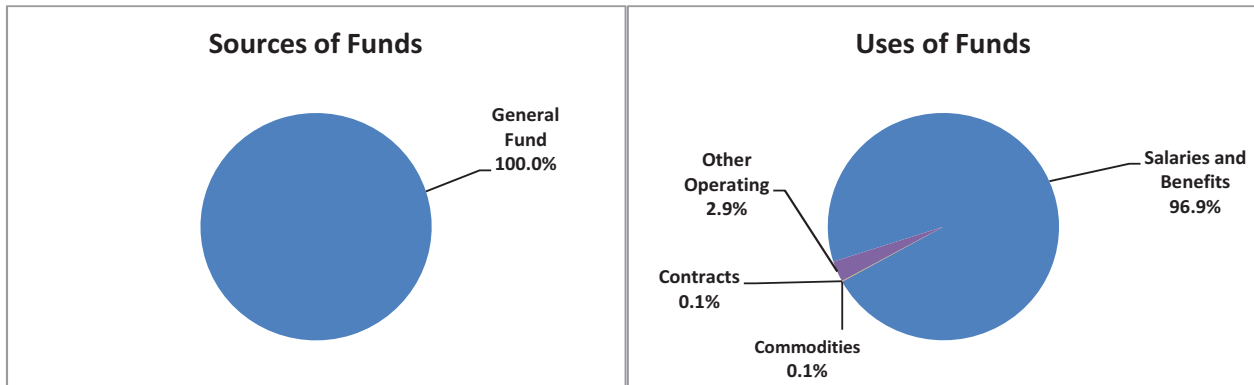 Sources of Funds
General
Fund
100.0%
Uses of Funds
Salaries and
Benefits
96.9%
Other
Operating
2.9%
Contracts
0.1%
Commodities
0.1%